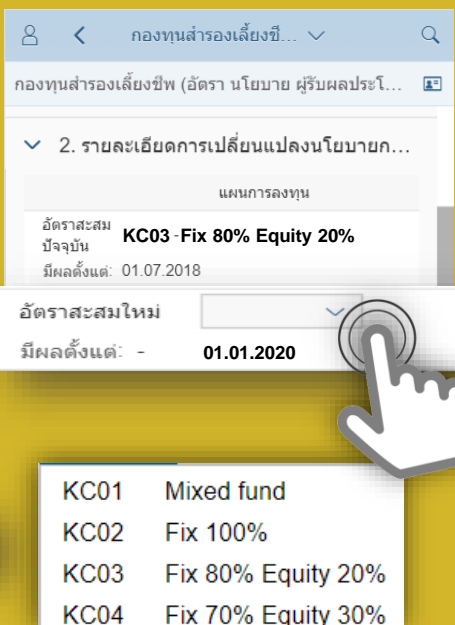 กองทุนสำรองเลี้ยงชี...
กองทุนสำรองเลี้ยงชีพ (อัตรา นโยบาย ผู้รับผลประโ...
2. รายละเอียดการเปลี่ยนแปลงนโยบายก...
แผนการลงทุน
อัตราสะสม
ปัจจุบัน KC03 - Fix 80% Equity 20%
มีผลตั้งแต่: 01.07.2018
อัตราสะสมใหม่
มีผลตั้งแต่: - 01.01.2020
KC01 Mixed fund
KC02 Fix 100%
KC03 Fix 80% Equity 20%
KC04 Fix 70% Equity 30%